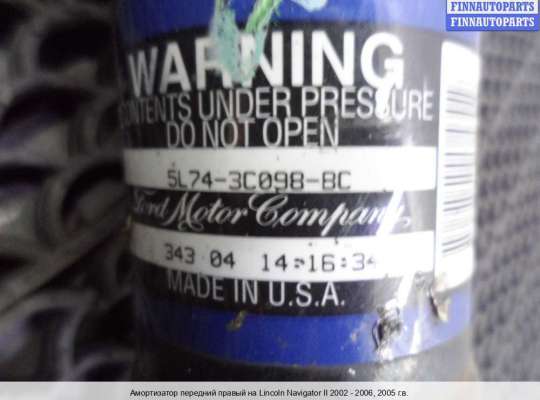 FINNAUTOPARTS
FINNAUTOPARTS
WARNING
CONTENTS UNDER PRESSURE
DO NOT OPEN
5L74-3C098-BC
Ford Motor Company,
343 04 14:16:34
MADE IN U.S.A.
Амортизатор передний правый на Lincoln Navigator II 2002 - 2006, 2005 г.в.